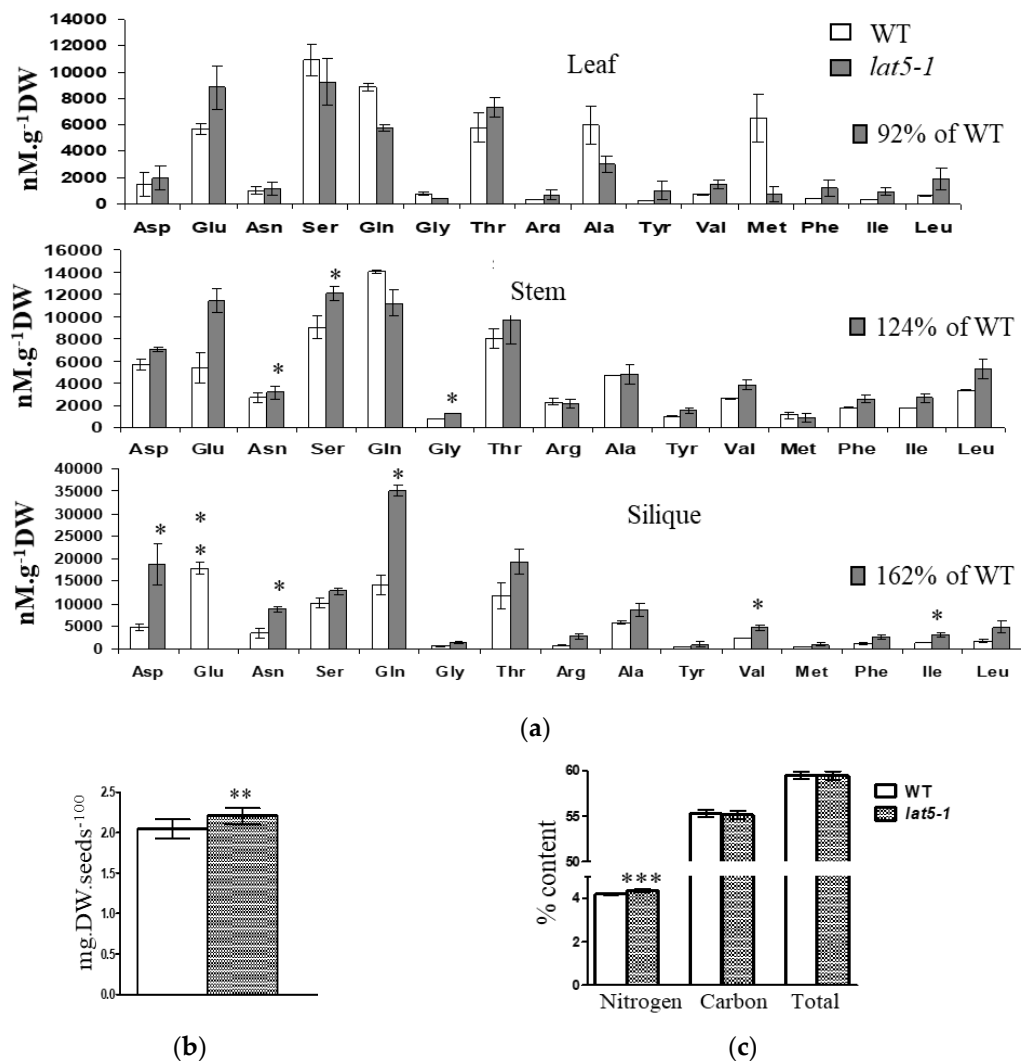 14000
12000
10000
8000
6000
4000
2000
0
nM.g⁻¹DW
Leaf
WT
lat5-1
92% of WT
Asp Glu Asn Ser Gln Gly Thr Arg Ala Tyr Val Met Phe Ile Leu
16000
14000
12000
10000
8000
6000
4000
2000
0
nM.g⁻¹DW
Stem
* * *
124% of WT
Asp Glu Asn Ser Gln Gly Thr Arg Ala Tyr Val Met Phe Ile Leu
40000
35000
30000
25000
20000
15000
10000
5000
0
nM.g⁻¹DW
Silique
* * * * * * *
162% of WT
Asp Glu Asn Ser Gln Gly Thr Arg Ala Tyr Val Met Phe Ile Leu
(a)
2.5
2.0
1.5
1.0
0.5
0.0
mg.DW.seeds⁻¹⁰⁰
**
(b)
60
55
50
4
2
0
% content
***
Nitrogen Carbon Total
WT
lat5-1
(c)